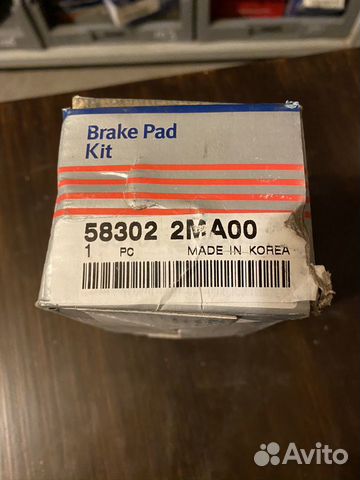 Brake Pad
Kit
58302 2MA00
1 PC MADE IN KOREA
Avito